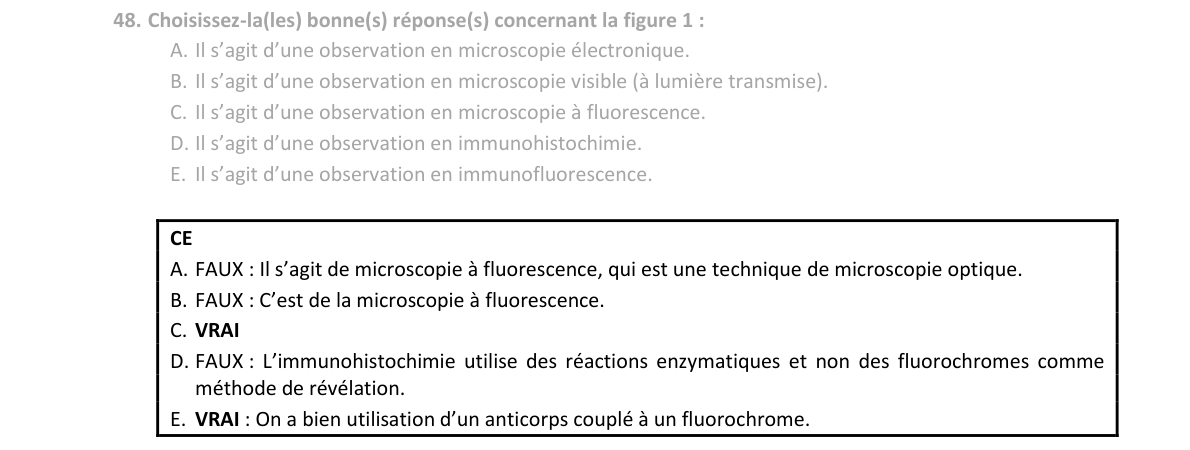 48. Choisissez-la(les) bonne(s) réponse(s) concernant la figure 1 :
A. Il s’agit d’une observation en microscopie électronique.
B. Il s’agit d’une observation en microscopie visible (à lumière transmise).
C. Il s’agit d’une observation en microscopie à fluorescence.
D. Il s’agit d’une observation en immunohistochimie.
E. Il s’agit d’une observation en immunofluorescence.
CE
A. FAUX : Il s’agit de microscopie à fluorescence, qui est une technique de microscopie optique.
B. FAUX : C’est de la microscopie à fluorescence.
C. VRAI
D. FAUX : L’immunohistochimie utilise des réactions enzymatiques et non des fluorochromes comme
méthode de révélation.
E. VRAI : On a bien utilisation d’un anticorps couplé à un fluorochrome.